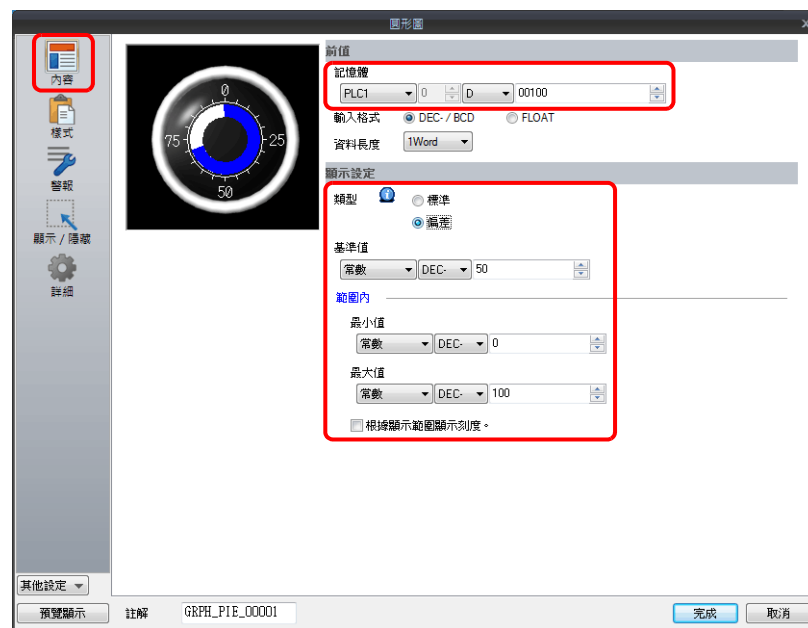 圓形圖
x
內容
樣式
警報
顯示 / 隱藏
詳細
0
25
50
75
前值
記憶體
PLC1 0 D 00100
輸入格式 DEC- / BCD FLOAT
資料長度 1Word
顯示設定
類型 標準
偏差
基準值
常數 DEC- 50
範圍內
最小值
常數 DEC- 0
最大值
常數 DEC- 100
根據顯示範圍顯示刻度。
其他設定
預覽顯示 註解 GRPH_PIE_00001 完成 取消